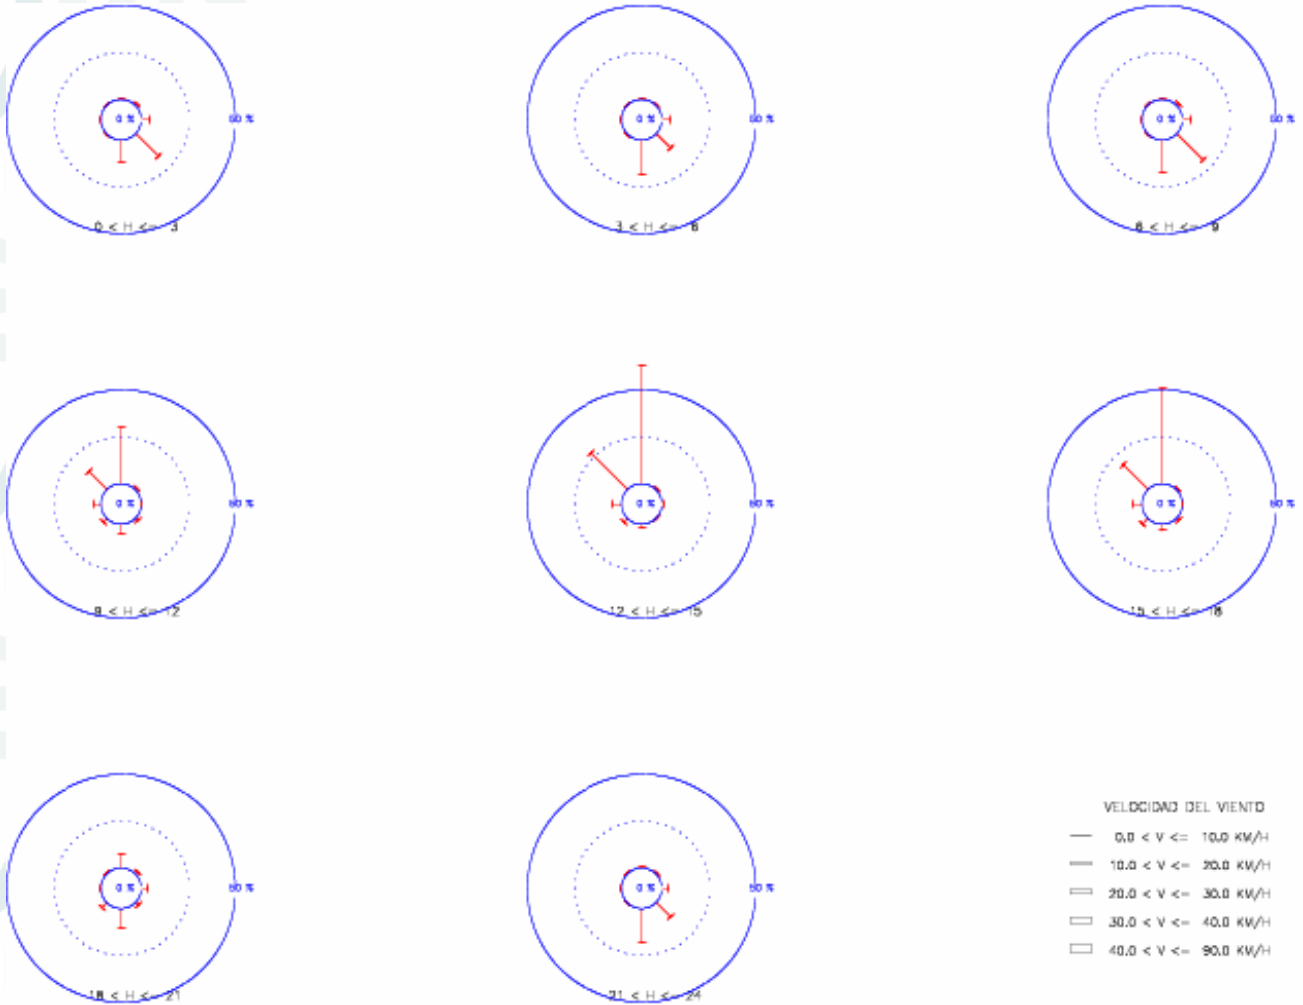 0 %
50 %
0 < H <= 3
0 %
50 %
3 < H <= 6
0 %
50 %
6 < H <= 9
0 %
50 %
9 < H <= 12
0 %
50 %
12 < H <= 15
0 %
50 %
15 < H <= 18
0 %
50 %
18 < H <= 21
0 %
50 %
21 < H <= 24
VELOCIDAD DEL VIENTO
0.0 < V <= 10.0 KM/H
10.0 < V <= 20.0 KM/H
20.0 < V <= 30.0 KM/H
30.0 < V <= 40.0 KM/H
40.0 < V <= 90.0 KM/H